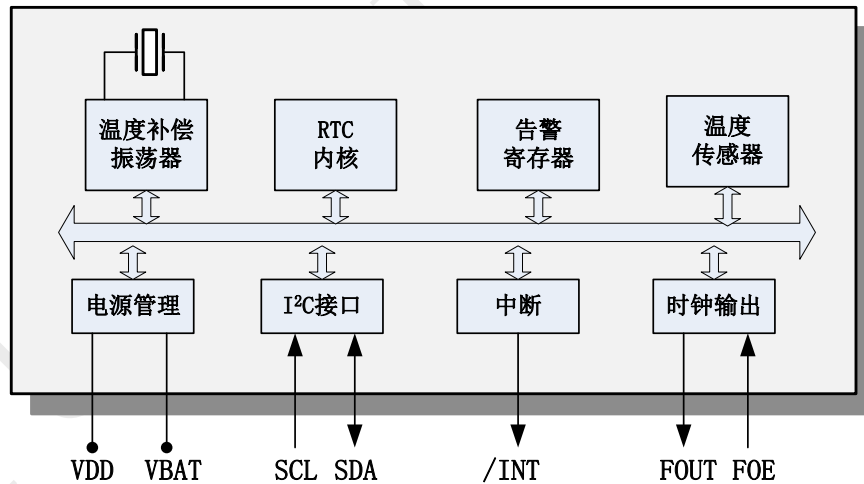 温度补偿
振荡器
RTC
内核
告警
寄存器
温度
传感器
电源管理
I²C接口
中断
时钟输出
VDD VBAT SCL SDA /INT FOUT FOE